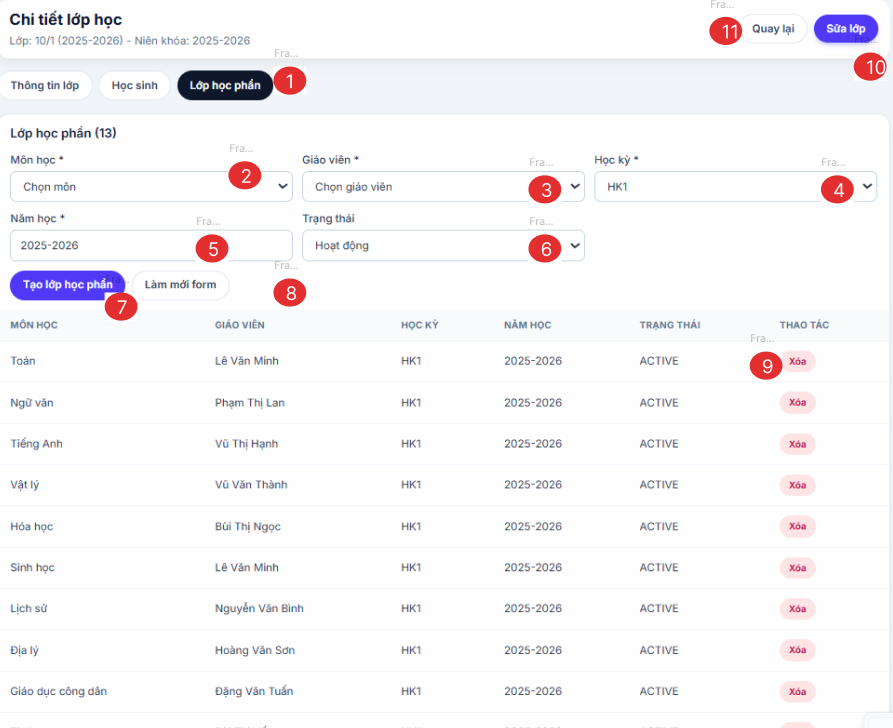 Fra...
Chi tiết lớp học
11 Quay lại Sửa lớp
Lớp: 10/1 (2025-2026) - Niên khóa: 2025-2026
Fra...
10
Thông tin lớp Học sinh Lớp học phần 1
Lớp học phần (13)
Fra...
Môn học * Giáo viên * Fra... Học kỳ * Fra...
Chọn môn 2 Chọn giáo viên 3 HK1 4
Năm học * Fra... Trạng thái Fra...
2025-2026 5 Hoạt động 6
Fra...
Tạo lớp học phần Làm mới form 8
7
MÔN HỌC GIÁO VIÊN HỌC KỲ NĂM HỌC TRẠNG THÁI THAO TÁC
Fra...
Toán Lê Văn Minh HK1 2025-2026 ACTIVE 9 Xóa
Ngữ văn Phạm Thị Lan HK1 2025-2026 ACTIVE Xóa
Tiếng Anh Vũ Thị Hạnh HK1 2025-2026 ACTIVE Xóa
Vật lý Vũ Văn Thành HK1 2025-2026 ACTIVE Xóa
Hóa học Bùi Thị Ngọc HK1 2025-2026 ACTIVE Xóa
Sinh học Lê Văn Minh HK1 2025-2026 ACTIVE Xóa
Lịch sử Nguyễn Văn Bình HK1 2025-2026 ACTIVE Xóa
Địa lý Hoàng Văn Sơn HK1 2025-2026 ACTIVE Xóa
Giáo dục công dân Đặng Văn Tuấn HK1 2025-2026 ACTIVE Xóa